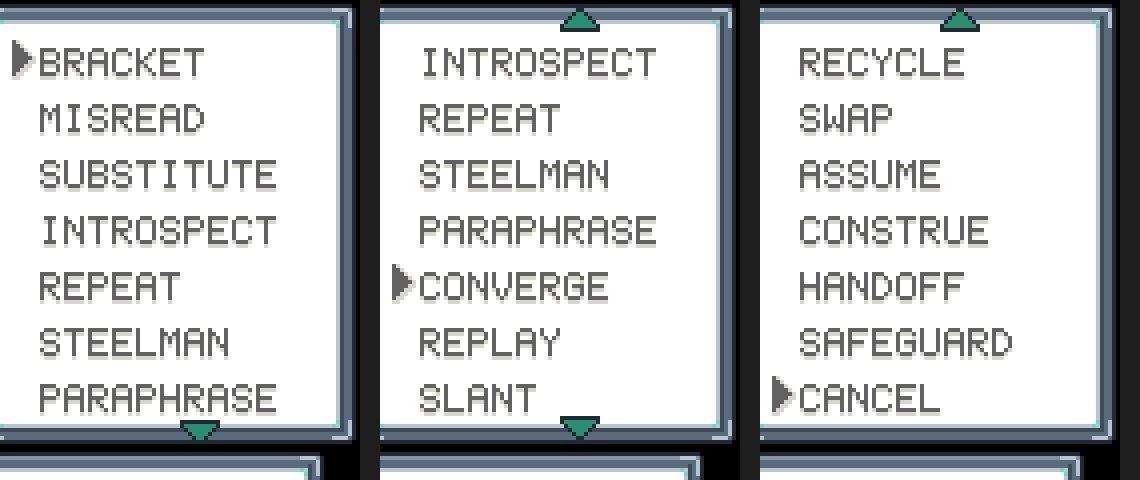 BRACKET
MISREAD
SUBSTITUTE
INTROSPECT
REPEAT
STEELMAN
PARAPHRASE
INTROSPECT
REPEAT
STEELMAN
PARAPHRASE
CONVERGE
REPLAY
SLANT
RECYCLE
SWAP
ASSUME
CONSTRUE
HANDOFF
SAFEGUARD
CANCEL